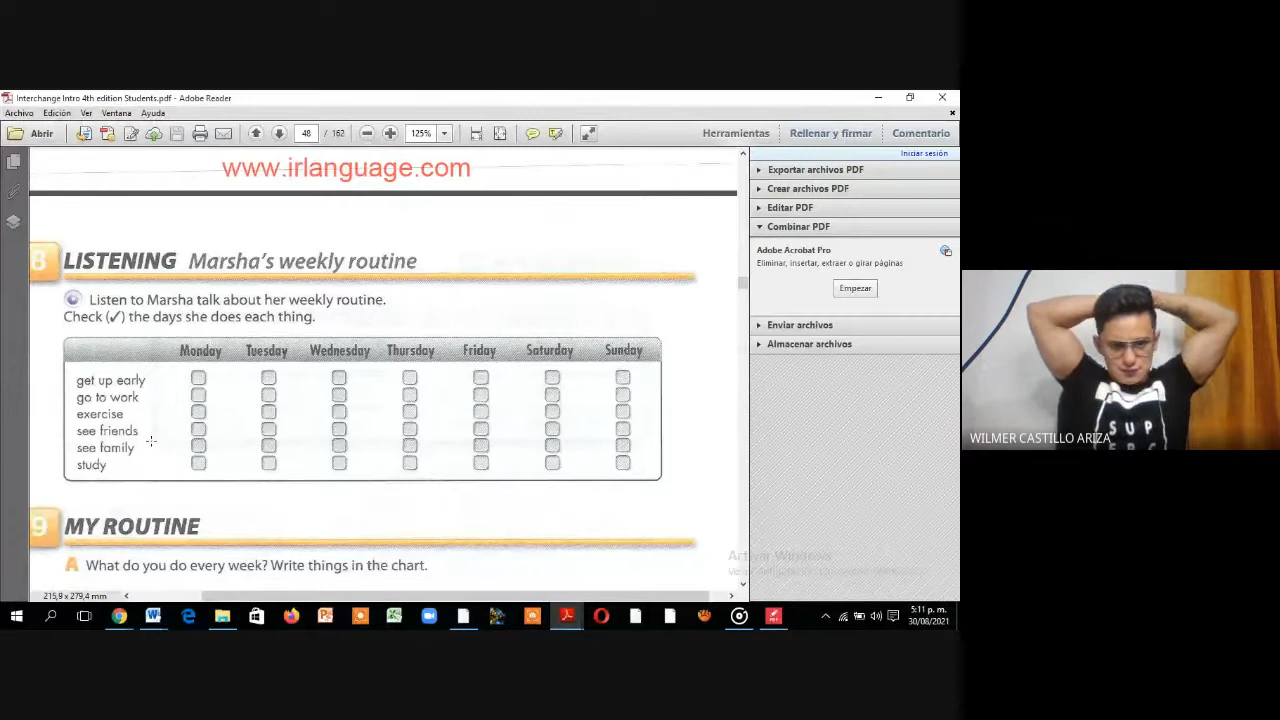 Interchange Intro 4th edition Students.pdf - Adobe Reader
Archivo Edición Ver Ventana Ayuda
Abrir 48 / 162 125% Herramientas Rellenar y firmar Comentario
Iniciar sesión
www.irlanguage.com
Exportar archivos PDF
Crear archivos PDF
Editar PDF
Combinar PDF
Adobe Acrobat Pro
Eliminar, insertar, extraer o girar páginas
Empezar
Enviar archivos
Almacenar archivos
8 LISTENING Marsha's weekly routine
Listen to Marsha talk about her weekly routine.
Check (✓) the days she does each thing.
Monday Tuesday Wednesday Thursday Friday Saturday Sunday
get up early
go to work
exercise
see friends
see family
study
9 MY ROUTINE
A What do you do every week? Write things in the chart.
Activar Windows
215,9 x 279,4 mm
5:11 p. m.
30/08/2021
WILMER CASTILLO ARIZA
SUP